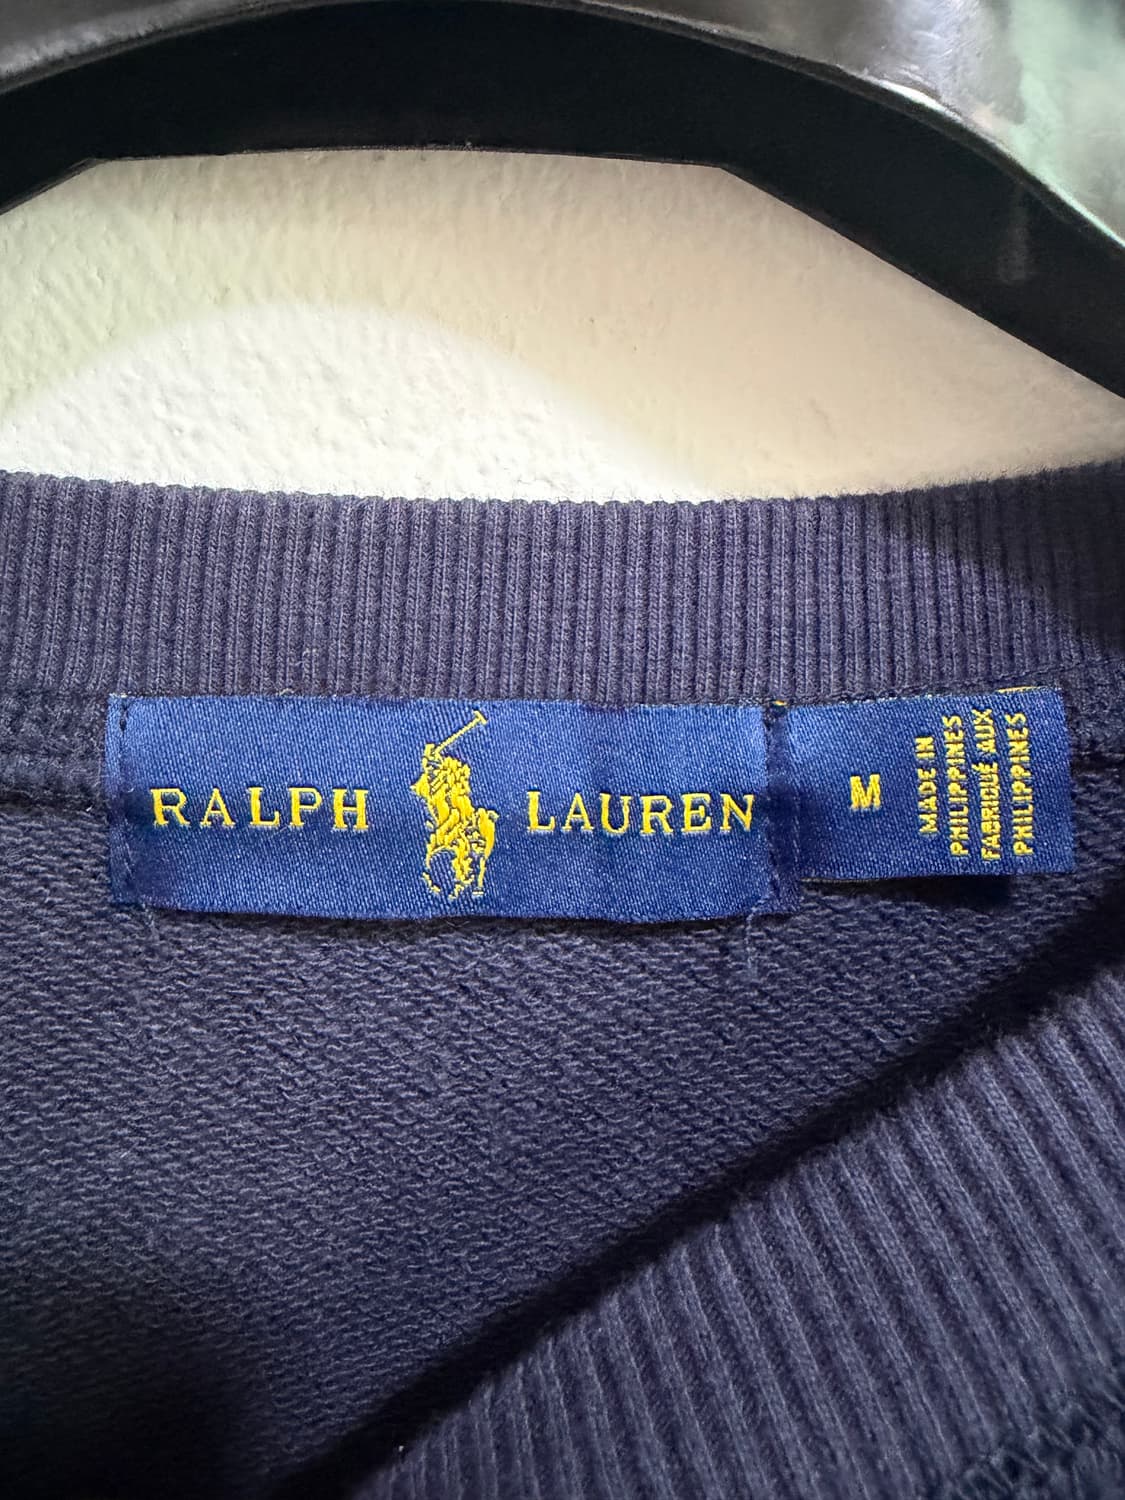 RALPH LAUREN
M
MADE IN
PHILIPPINES
FABRIQUÉ AUX
PHILIPPINES